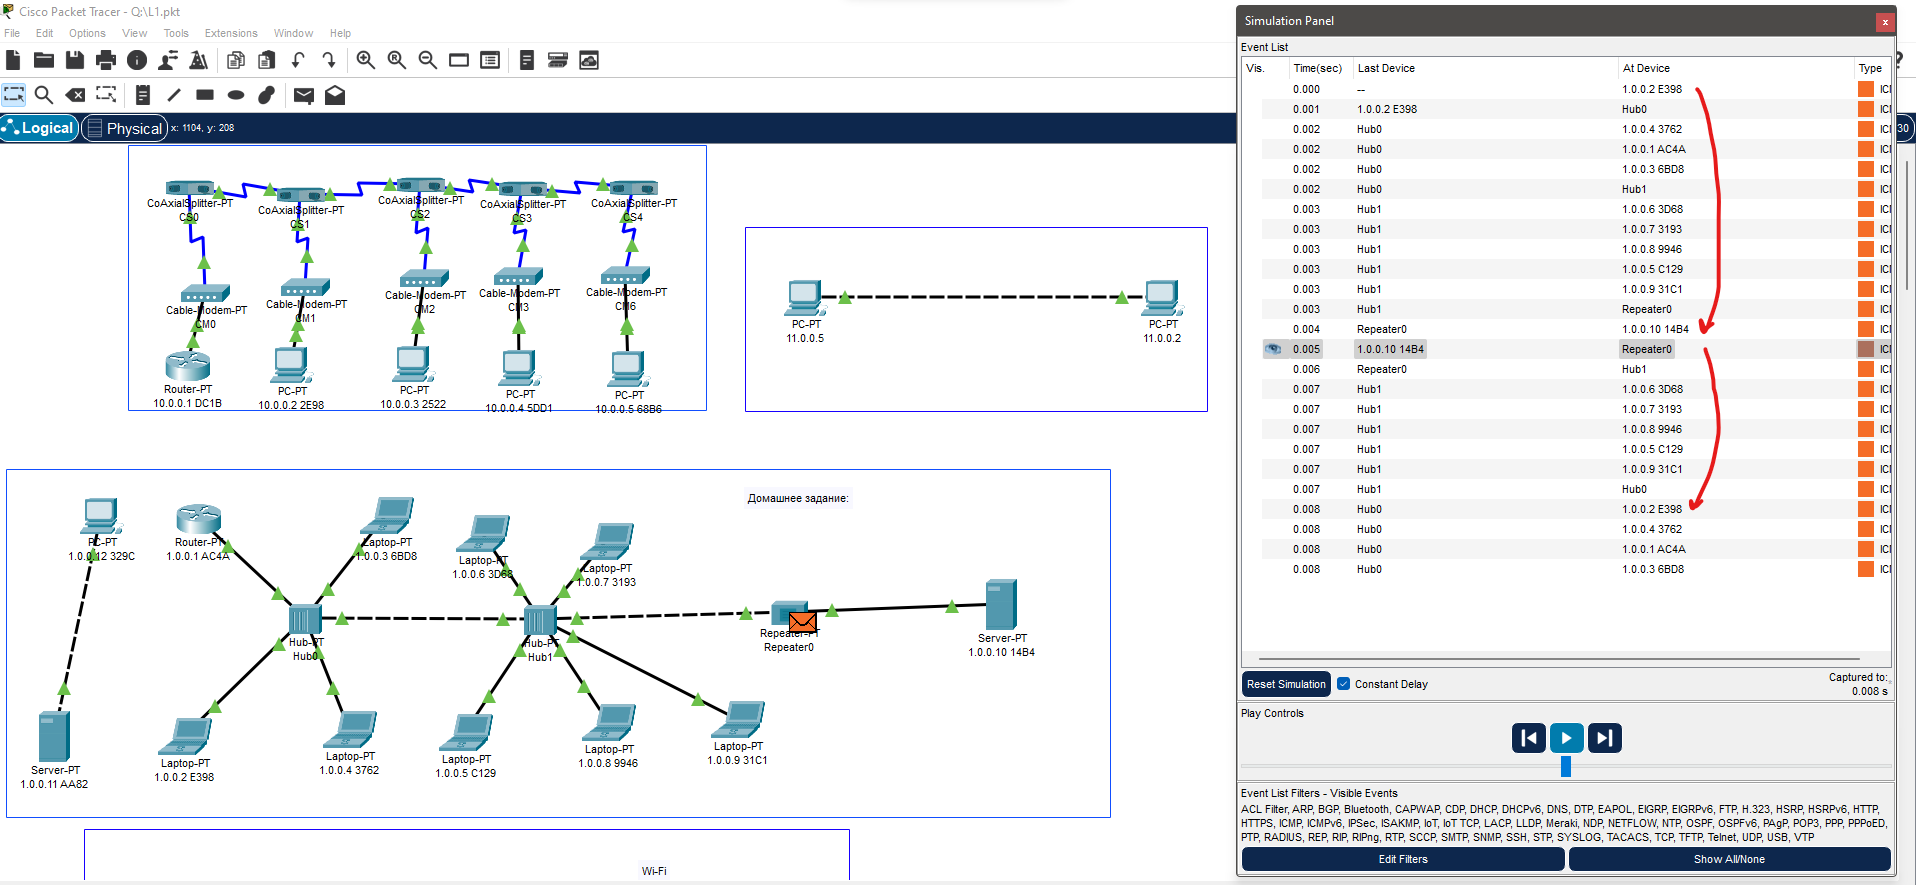 Cisco Packet Tracer - Q:\L1.pkt
File Edit Options View Tools Extensions Window Help
Logical Physical x: 1104, y: 208
CoAxialSplitter-PT
CS0
CoAxialSplitter-PT
CS1
CoAxialSplitter-PT
CS2
CoAxialSplitter-PT
CS3
CoAxialSplitter-PT
CS4
Cable-Modem-PT
CM0
Cable-Modem-PT
CM1
Cable-Modem-PT
CM2
Cable-Modem-PT
CM3
Cable-Modem-PT
CM6
Router-PT
10.0.0.1 DC1B
PC-PT
10.0.0.2 2E98
PC-PT
10.0.0.3 2522
PC-PT
10.0.0.4 5DD1
PC-PT
10.0.0.5 68B6
PC-PT
11.0.0.5
PC-PT
11.0.0.2
Домашнее задание:
PC-PT
1.0.0.12 329C
Router-PT
1.0.0.1 AC4A
Laptop-PT
1.0.0.3 6BD8
Laptop-PT
1.0.0.6 3D68
Laptop-PT
1.0.0.7 3193
Hub-PT
Hub0
Hub-PT
Hub1
Repeater-PT
Repeater0
Server-PT
1.0.0.10 14B4
Server-PT
1.0.0.11 AA82
Laptop-PT
1.0.0.2 E398
Laptop-PT
1.0.0.4 3762
Laptop-PT
1.0.0.5 C129
Laptop-PT
1.0.0.8 9946
Laptop-PT
1.0.0.9 31C1
Wi-Fi
Simulation Panel x
Event List
Vis. Time(sec) Last Device At Device Type
0.000 -- 1.0.0.2 E398 ICI
0.001 1.0.0.2 E398 Hub0 ICI
0.002 Hub0 1.0.0.4 3762 ICI
0.002 Hub0 1.0.0.1 AC4A ICI
0.002 Hub0 1.0.0.3 6BD8 ICI
0.002 Hub0 Hub1 ICI
0.003 Hub1 1.0.0.6 3D68 ICI
0.003 Hub1 1.0.0.7 3193 ICI
0.003 Hub1 1.0.0.8 9946 ICI
0.003 Hub1 1.0.0.5 C129 ICI
0.003 Hub1 1.0.0.9 31C1 ICI
0.003 Hub1 Repeater0 ICI
0.004 Repeater0 1.0.0.10 14B4 ICI
0.005 1.0.0.10 14B4 Repeater0 ICI
0.006 Repeater0 Hub1 ICI
0.007 Hub1 1.0.0.6 3D68 ICI
0.007 Hub1 1.0.0.7 3193 ICI
0.007 Hub1 1.0.0.8 9946 ICI
0.007 Hub1 1.0.0.5 C129 ICI
0.007 Hub1 1.0.0.9 31C1 ICI
0.007 Hub1 Hub0 ICI
0.008 Hub0 1.0.0.2 E398 ICI
0.008 Hub0 1.0.0.4 3762 ICI
0.008 Hub0 1.0.0.1 AC4A ICI
0.008 Hub0 1.0.0.3 6BD8 ICI
Reset Simulation Constant Delay Captured to:
0.008 s
Play Controls
Event List Filters - Visible Events
ACL Filter, ARP, BGP, Bluetooth, CAPWAP, CDP, DHCP, DHCPv6, DNS, DTP, EAPOL, EIGRP, EIGRPv6, FTP, H.323, HSRP, HSRPv6, HTTP,
HTTPS, ICMP, ICMPv6, IPSec, ISAKMP, IoT, IoT TCP, LACP, LLDP, Meraki, NDP, NETFLOW, NTP, OSPF, OSPFv6, PAgP, POP3, PPP, PPPoED,
PTP, RADIUS, REP, RIP, RIPng, RTP, SCCP, SMTP, SNMP, SSH, STP, SYSLOG, TACACS, TCP, TFTP, Telnet, UDP, USB, VTP
Edit Filters Show All/None
30
?